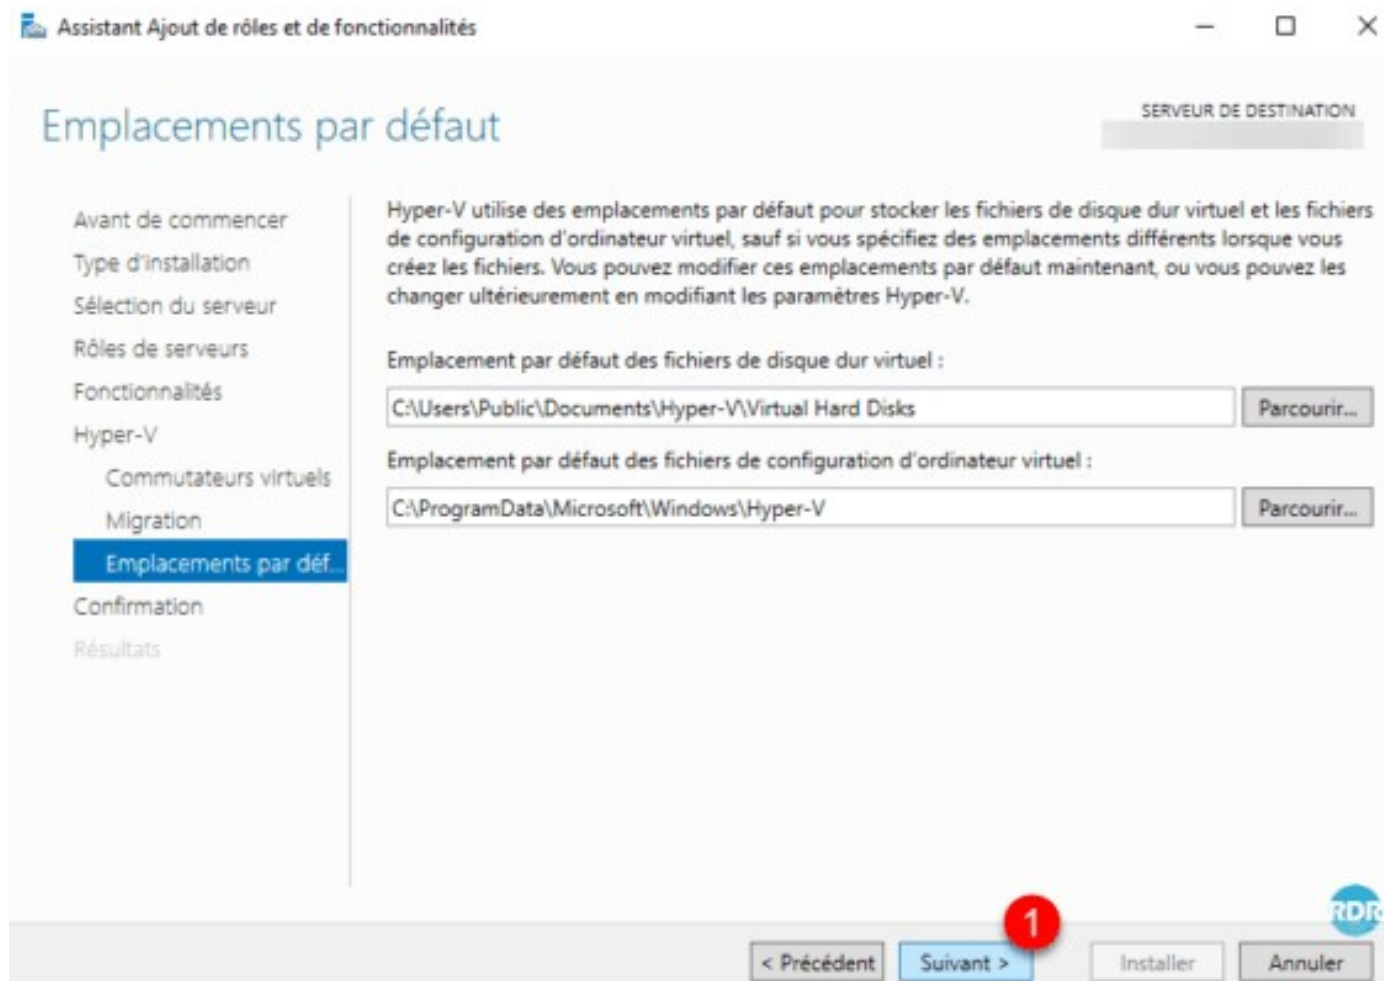 Assistant Ajout de rôles et de fonctionnalités
Emplacements par défaut
SERVEUR DE DESTINATION
Avant de commencer
Type d'installation
Sélection du serveur
Rôles de serveurs
Fonctionnalités
Hyper-V
Commutateurs virtuels
Migration
Emplacements par déf...
Confirmation
Résultats
Hyper-V utilise des emplacements par défaut pour stocker les fichiers de disque dur virtuel et les fichiers
de configuration d'ordinateur virtuel, sauf si vous spécifiez des emplacements différents lorsque vous
créez les fichiers. Vous pouvez modifier ces emplacements par défaut maintenant, ou vous pouvez les
changer ultérieurement en modifiant les paramètres Hyper-V.
Emplacement par défaut des fichiers de disque dur virtuel :
C:\Users\Public\Documents\Hyper-V\Virtual Hard Disks
Parcourir...
Emplacement par défaut des fichiers de configuration d'ordinateur virtuel :
C:\ProgramData\Microsoft\Windows\Hyper-V
Parcourir...
RDR
1
< Précédent
Suivant >
Installer
Annuler